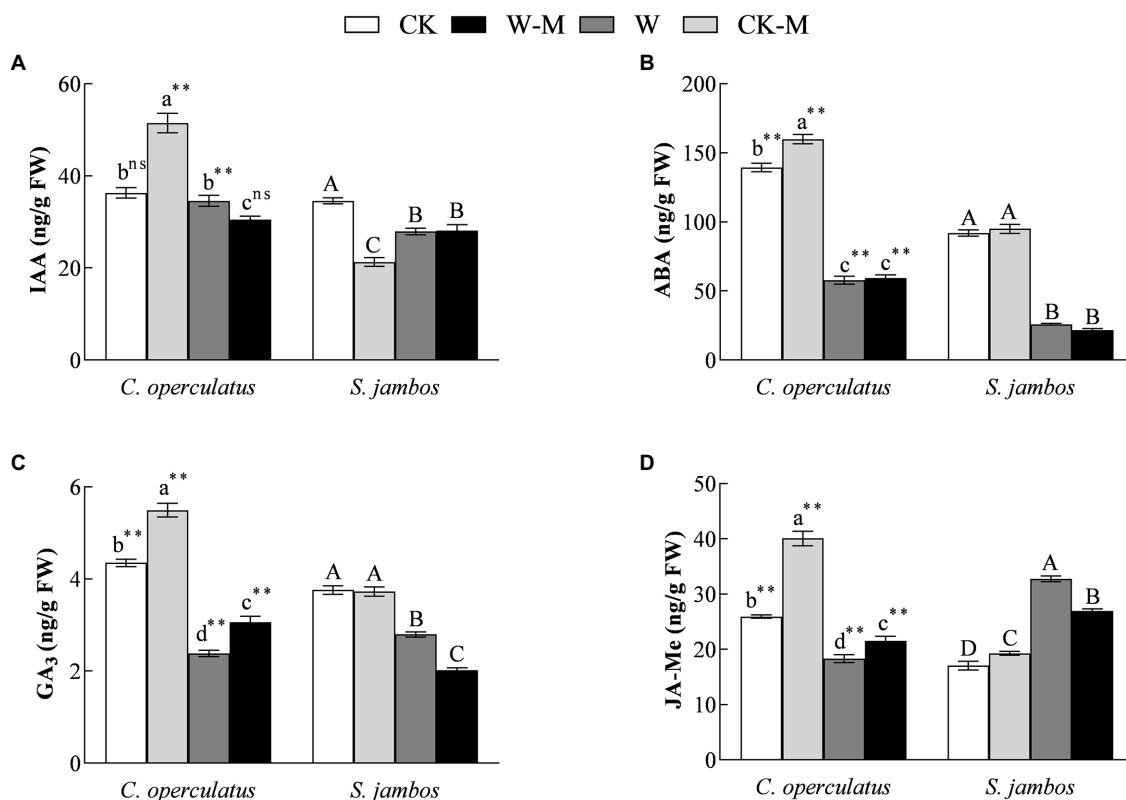 CK W-M W CK-M
A
60
40
20
0
IAA (ng/g FW)
bⁿˢ
a**
b**
cⁿˢ
A
C
B
B
C. operculatus S. jambos
B
200
150
100
50
0
ABA (ng/g FW)
b**
a**
c**
c**
A
A
B
B
C. operculatus S. jambos
C
6
4
2
0
GA₃ (ng/g FW)
b**
a**
d**
c**
A
A
B
C
C. operculatus S. jambos
D
50
40
30
20
10
0
JA-Me (ng/g FW)
b**
a**
d**
c**
D
C
A
B
C. operculatus S. jambos